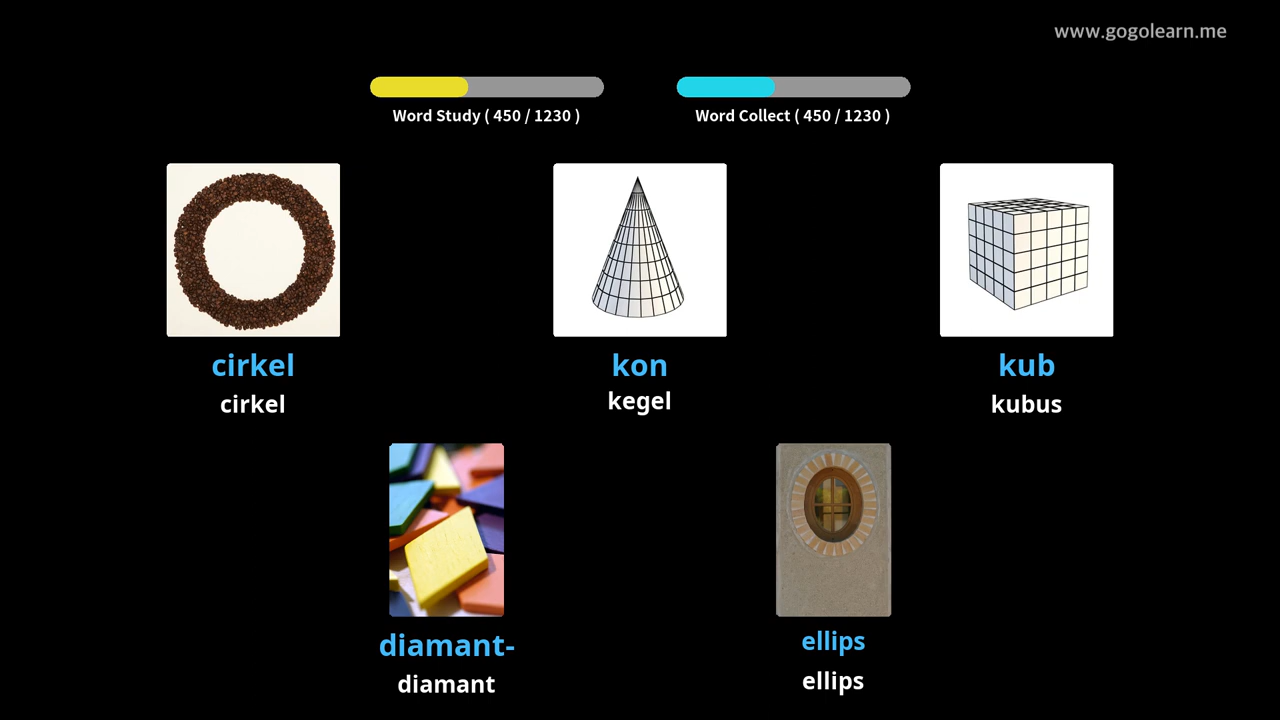 www.gogolearn.me
Word Study ( 450 / 1230 )
Word Collect ( 450 / 1230 )
cirkel
cirkel
kon
kegel
kub
kubus
diamant-
diamant
ellips
ellips